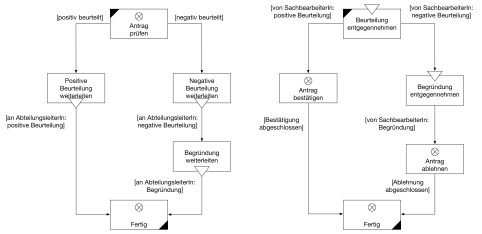 [positiv beurteilt]
Antrag
prüfen
[negativ beurteilt]
Positive
Beurteilung
weiterleiten
Negative
Beurteilung
weiterleiten
[an AbteilungsleiterIn:
positive Beurteilung]
[an AbteilungsleiterIn:
negative Beurteilung]
Begründung
weiterleiten
[an AbteilungsleiterIn:
Begründung]
Fertig
[von SachbearbeiterIn:
positive Beurteilung]
Beurteilung
entgegennehmen
[von SachbearbeiterIn:
negative Beurteilung]
Antrag
bestätigen
Begründung
entgegennehmen
[Bestätigung
abgeschlossen]
[von SachbearbeiterIn:
Begründung]
Antrag
ablehnen
[Ablehnung
abgeschlossen]
Fertig